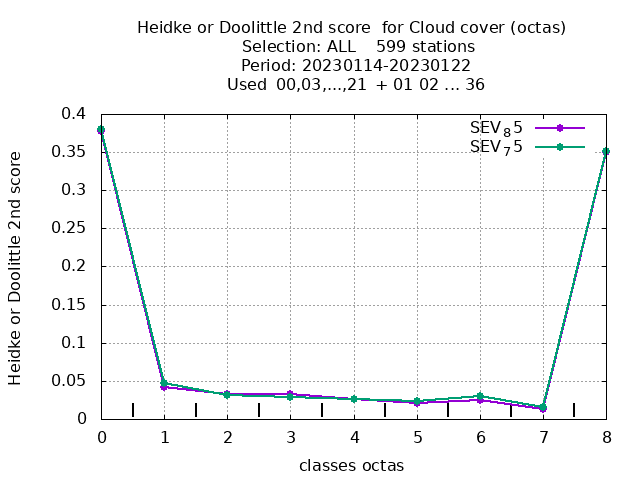 Heidke or Doolittle 2nd score  for Cloud cover (octas)
Selection: ALL    599 stations
Period: 20230114-20230122
Used  00,03,...,21  + 01 02 ... 36
Heidke or Doolittle 2nd score
0.4
0.35
0.3
0.25
0.2
0.15
0.1
0.05
0
SEV₈5
SEV₇5
0 1 2 3 4 5 6 7 8
classes octas